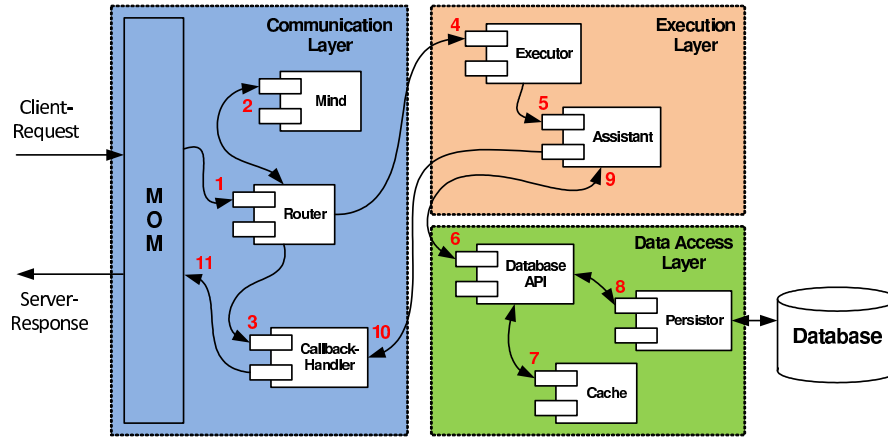 Communication
Layer
4
Executor
Execution
Layer
2
Mind
5
Assistant
Client-
Request
MOM
1
Router
9
6
Database
API
Data Access
Layer
11
8
Persistor
Server-
Response
3
Callback-
Handler
10
7
Cache
Database